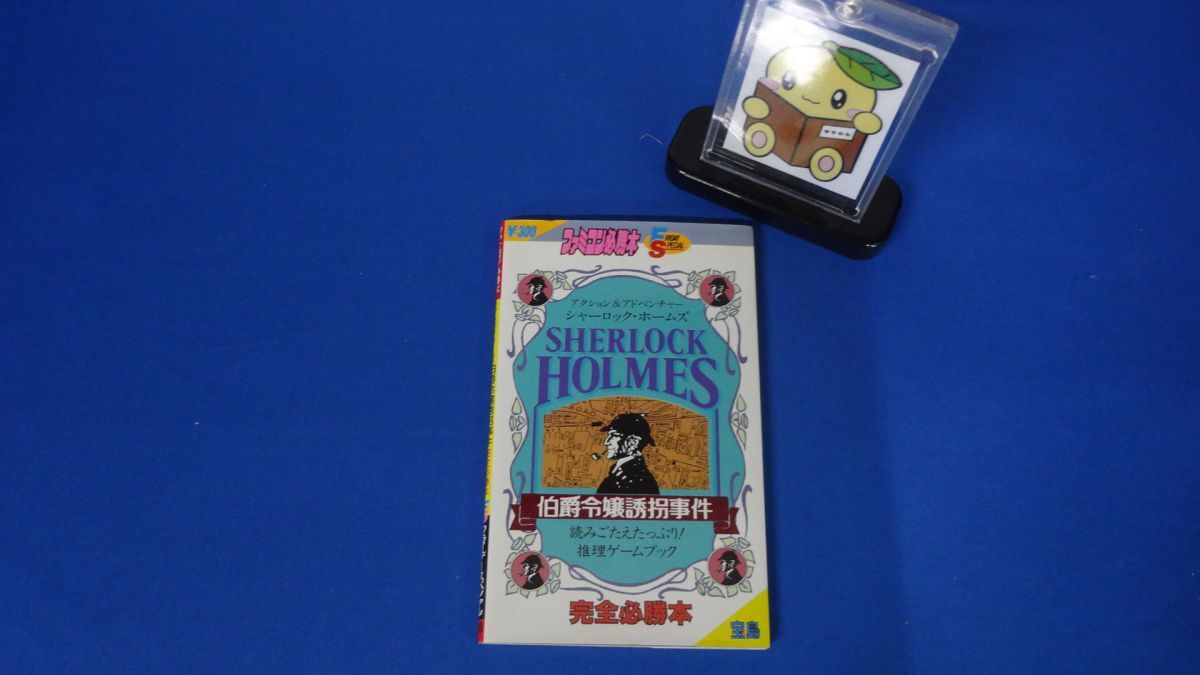 ¥300
ファミコン必勝本
FRIDAY
SPECIAL
アクション&アドベンチャー
シャーロック・ホームズ
SHERLOCK
HOLMES
伯爵令嬢誘拐事件
読みごたえたっぷり!
推理ゲームブック
完全必勝本
宝島